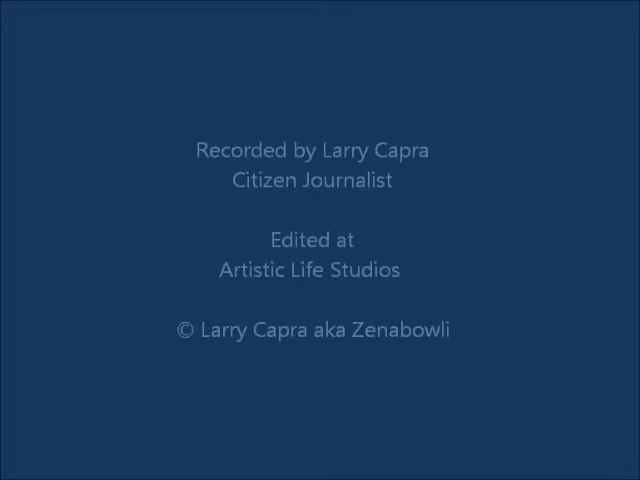 Recorded by Larry Capra
Citizen Journalist
Edited at
Artistic Life Studios
© Larry Capra aka Zenabowli